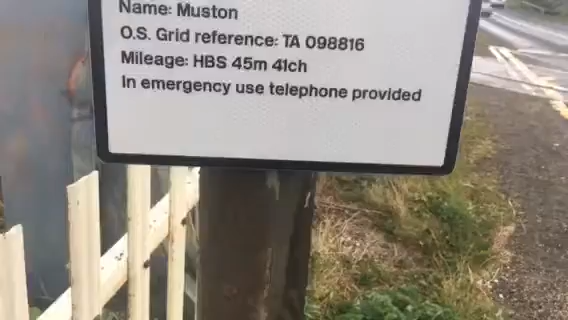 Name: Muston
O.S. Grid reference: TA 098816
Mileage: HBS 45m 41ch
In emergency use telephone provided